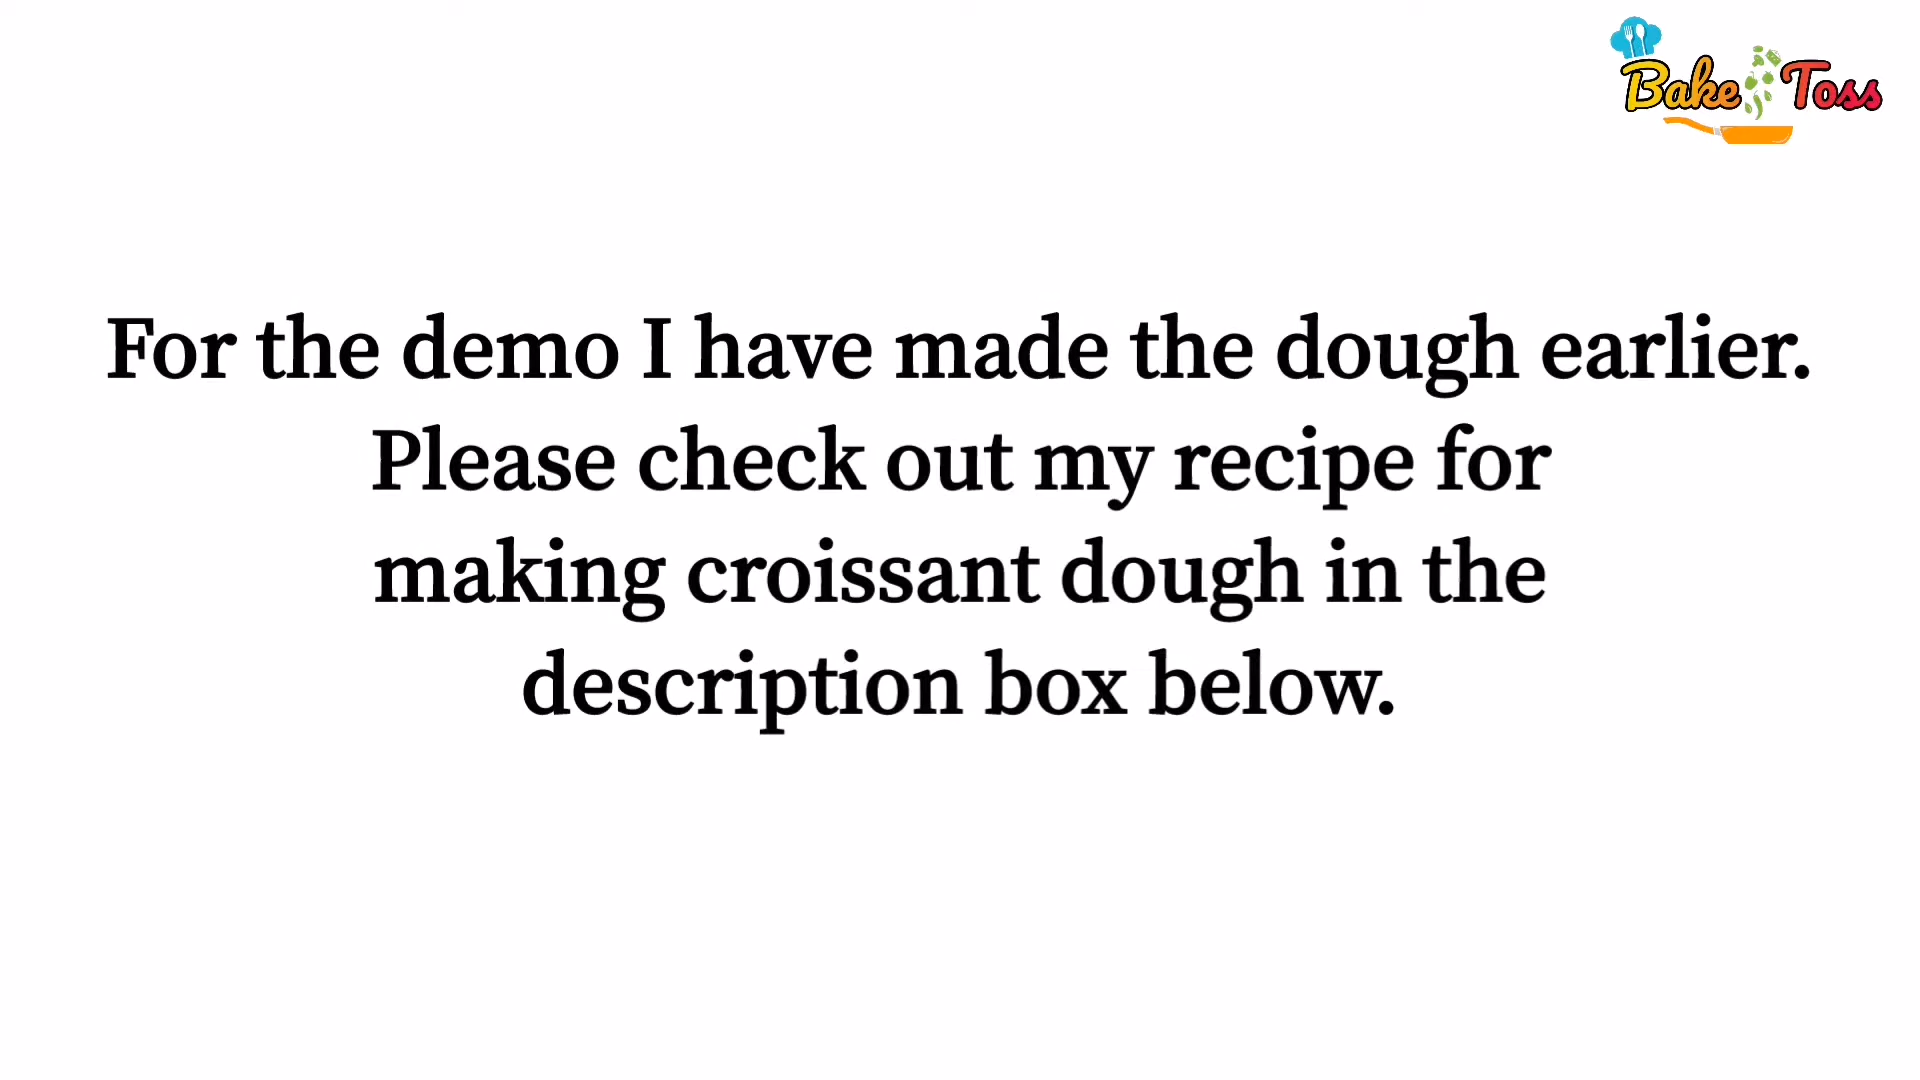 Bake Toss
For the demo I have made the dough earlier.
Please check out my recipe for
making croissant dough in the
description box below.